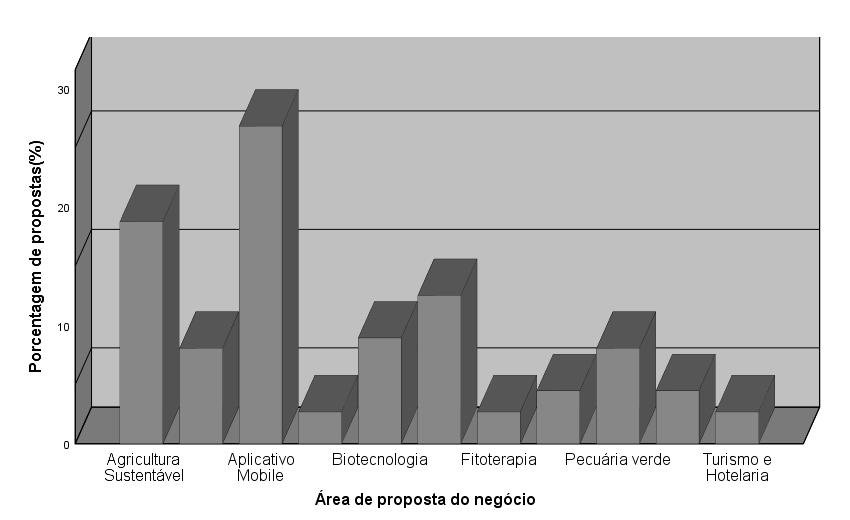 Porcentagem de propostas(%)
30
20
10
0
Agricultura
Sustentável
Aplicativo
Mobile
Biotecnologia
Fitoterapia
Pecuária verde
Turismo e
Hotelaria
Área de proposta do negócio